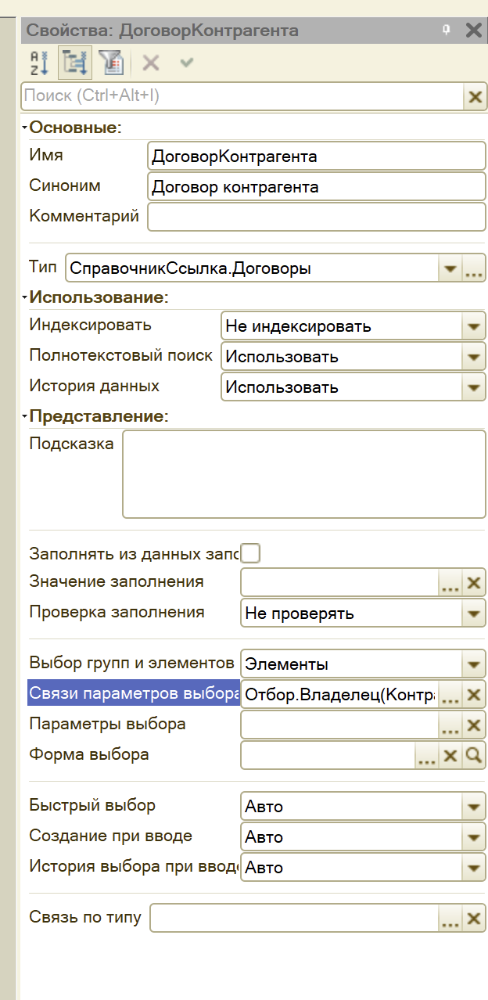 Свойства: ДоговорКонтрагента
Поиск (Ctrl+Alt+I)
Основные:
Имя ДоговорКонтрагента
Синоним Договор контрагента
Комментарий
Тип СправочникСсылка.Договоры ...
Использование:
Индексировать Не индексировать
Полнотекстовый поиск Использовать
История данных Использовать
Представление:
Подсказка
Заполнять из данных запо
Значение заполнения ...
Проверка заполнения Не проверять
Выбор групп и элементов Элементы
Связи параметров выбора Отбор.Владелец(Контра ...
Параметры выбора ...
Форма выбора ...
Быстрый выбор Авто
Создание при вводе Авто
История выбора при вводе Авто
Связь по типу ...